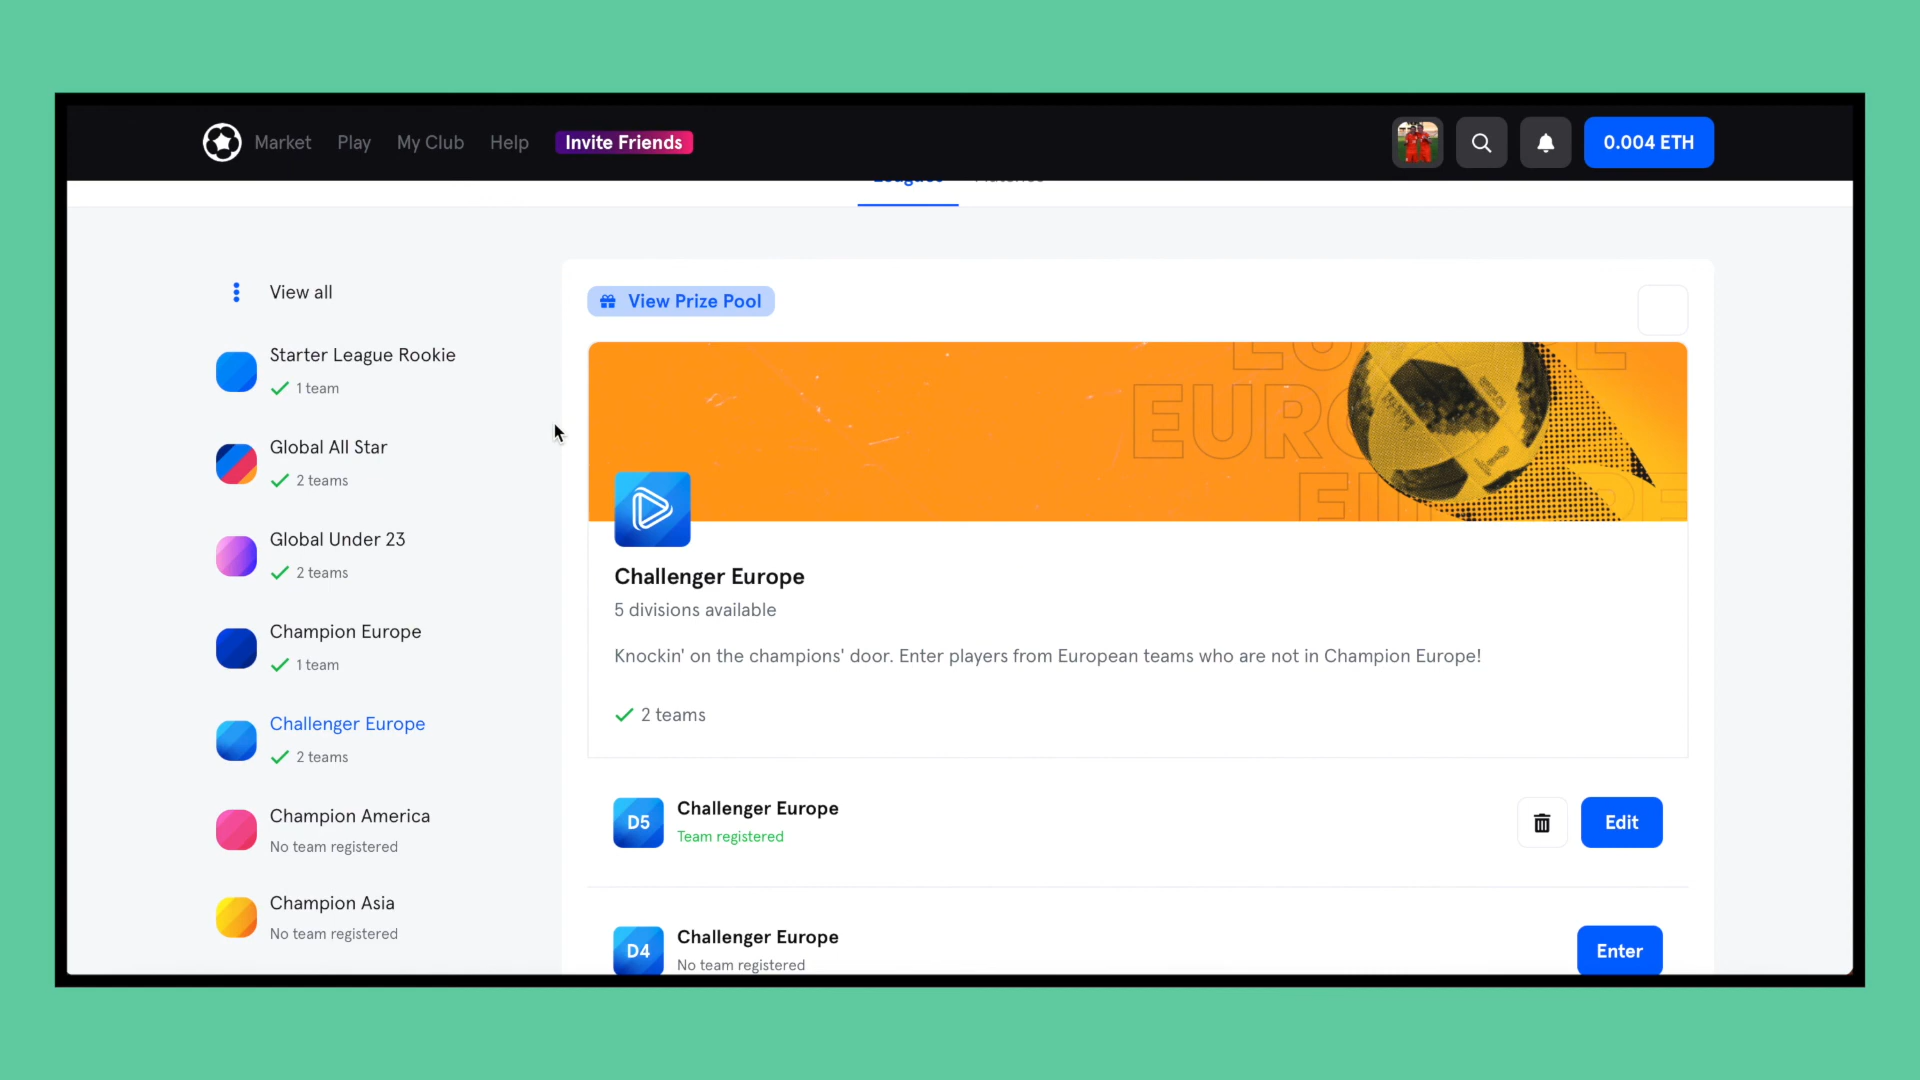 Market Play My Club Help Invite Friends 0.004 ETH
View all
Starter League Rookie
1 team
Global All Star
2 teams
Global Under 23
2 teams
Champion Europe
1 team
Challenger Europe
2 teams
Champion America
No team registered
Champion Asia
No team registered
View Prize Pool
EUROPE
Challenger Europe
5 divisions available
Knockin' on the champions' door. Enter players from European teams who are not in Champion Europe!
2 teams
D5 Challenger Europe
Team registered
Edit
D4 Challenger Europe
No team registered
Enter